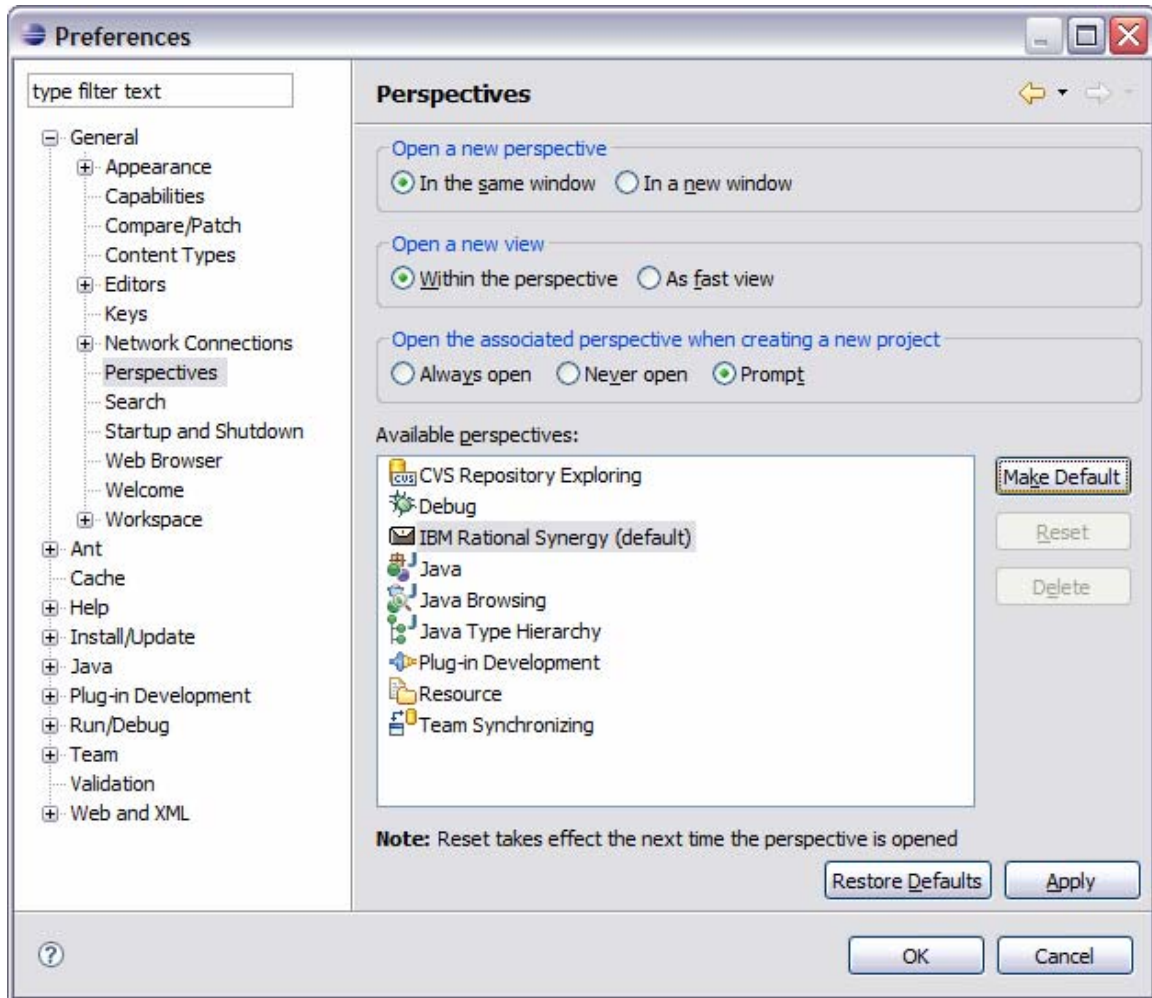 Preferences
type filter text
General
Appearance
Capabilities
Compare/Patch
Content Types
Editors
Keys
Network Connections
Perspectives
Search
Startup and Shutdown
Web Browser
Welcome
Workspace
Ant
Cache
Help
Install/Update
Java
Plug-in Development
Run/Debug
Team
Validation
Web and XML
Perspectives
Open a new perspective
In the same window In a new window
Open a new view
Within the perspective As fast view
Open the associated perspective when creating a new project
Always open Never open Prompt
Available perspectives:
CVS CVS Repository Exploring
Debug
IBM Rational Synergy (default)
Java
Java Browsing
Java Type Hierarchy
Plug-in Development
Resource
Team Synchronizing
Make Default
Reset
Delete
Note: Reset takes effect the next time the perspective is opened
Restore Defaults Apply
? OK Cancel